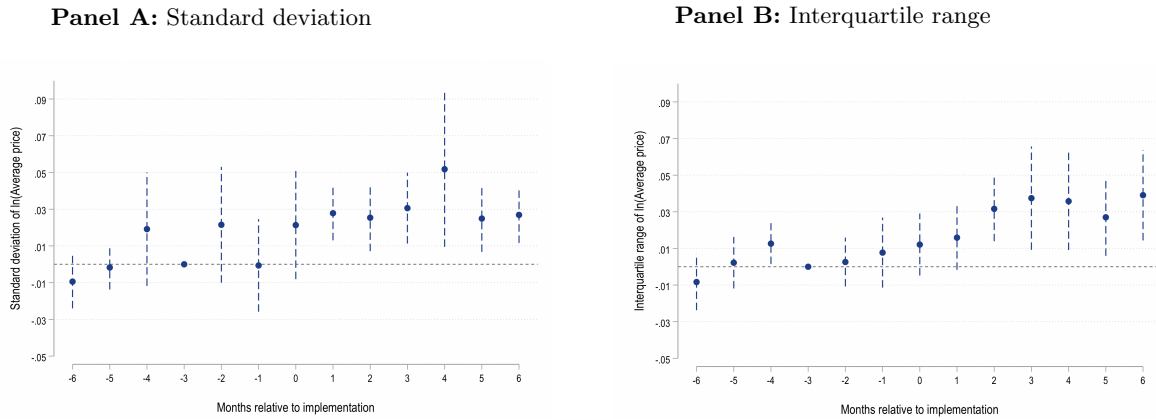 Panel A: Standard deviation
Standard deviation of ln(Average price)
.09
.07
.05
.03
.01
-.01
-.03
-.05
-6 -5 -4 -3 -2 -1 0 1 2 3 4 5 6
Months relative to implementation
Panel B: Interquartile range
Interquartile range of ln(Average price)
.09
.07
.05
.03
.01
-.01
-.03
-.05
-6 -5 -4 -3 -2 -1 0 1 2 3 4 5 6
Months relative to implementation